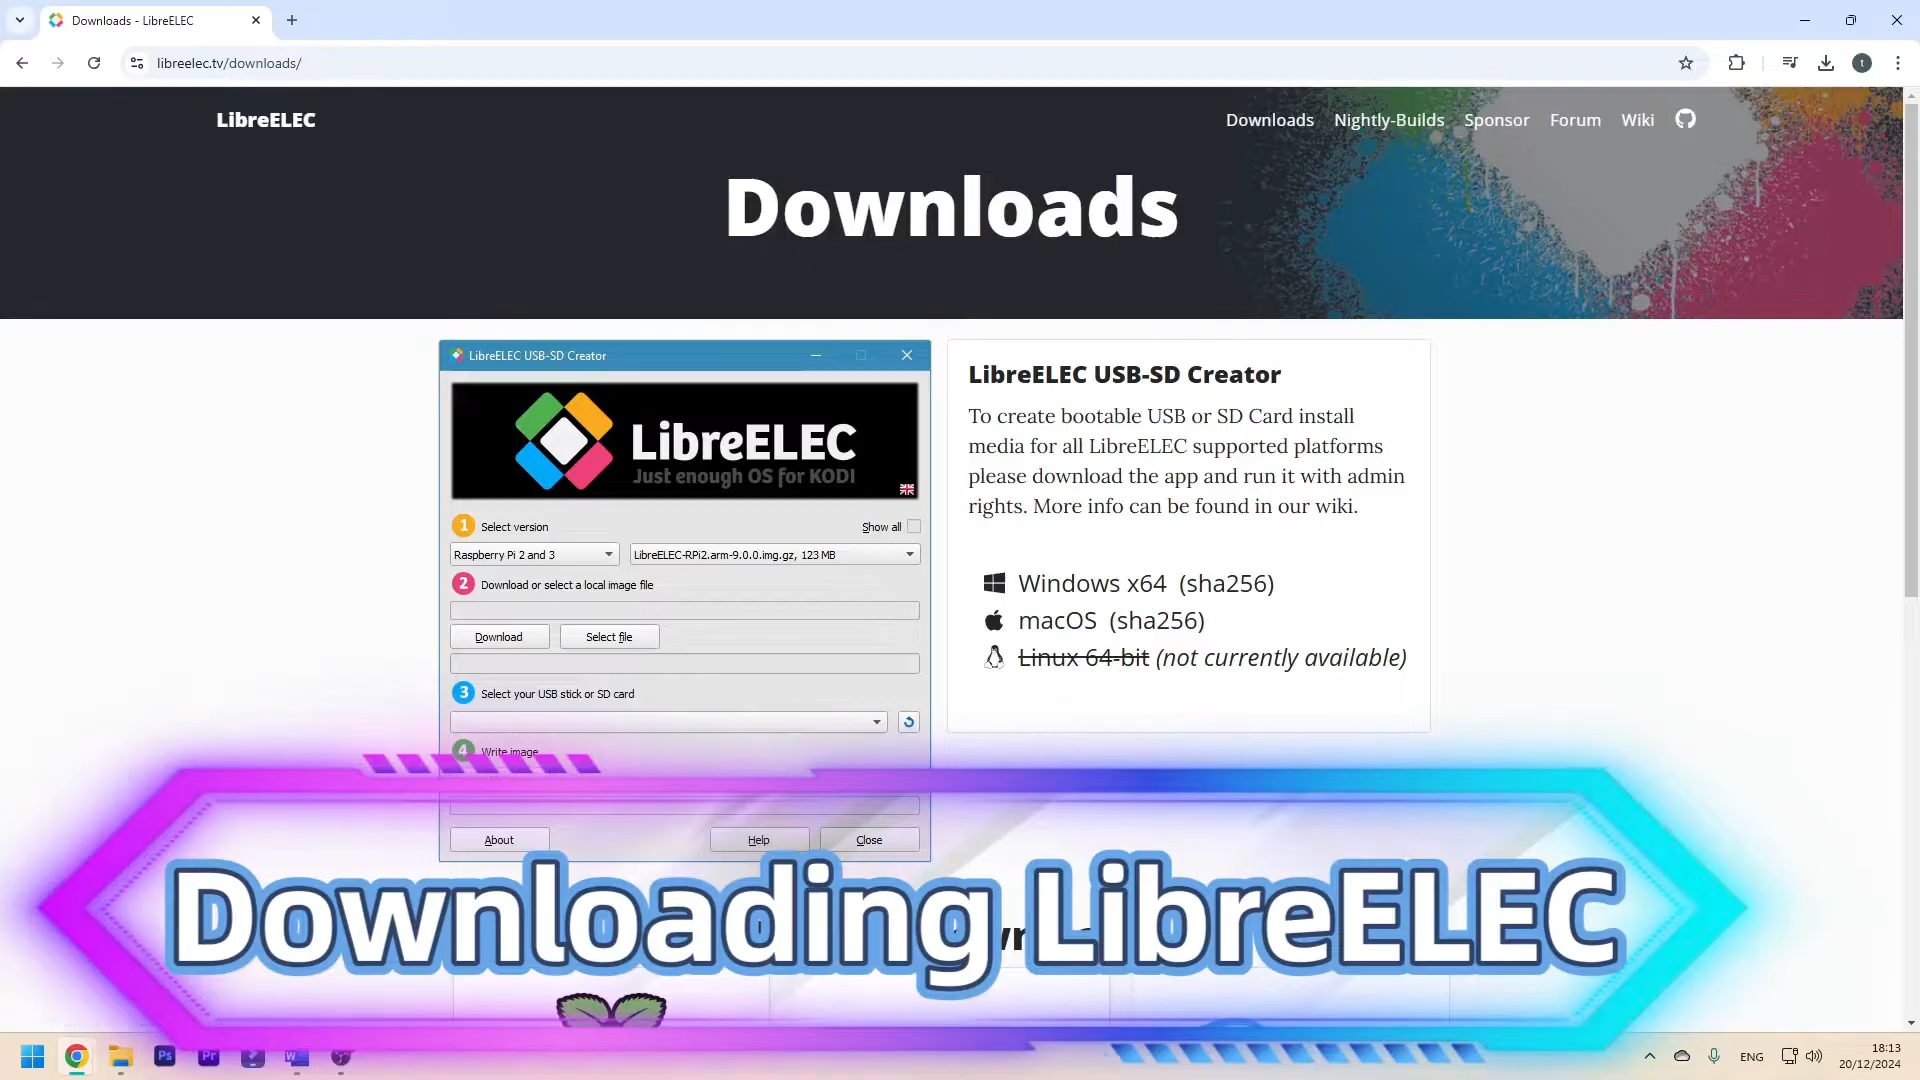 Downloads - LibreELEC
libreelec.tv/downloads/
t
LibreELEC
Downloads Nightly-Builds Sponsor Forum Wiki
Downloads
LibreELEC USB-SD Creator
LibreELEC
Just enough OS for KODI
1 Select version
Show all
Raspberry Pi 2 and 3
LibreELEC-RPi2.arm-9.0.0.img.gz, 123 MB
2 Download or select a local image file
Download
Select file
3 Select your USB stick or SD card
4 Write image
About
Help
Close
LibreELEC USB-SD Creator
To create bootable USB or SD Card install
media for all LibreELEC supported platforms
please download the app and run it with admin
rights. More info can be found in our wiki.
Windows x64 (sha256)
macOS (sha256)
Linux 64-bit (not currently available)
Downloading LibreELEC
Ps
Pr
W
ENG
18:13
20/12/2024